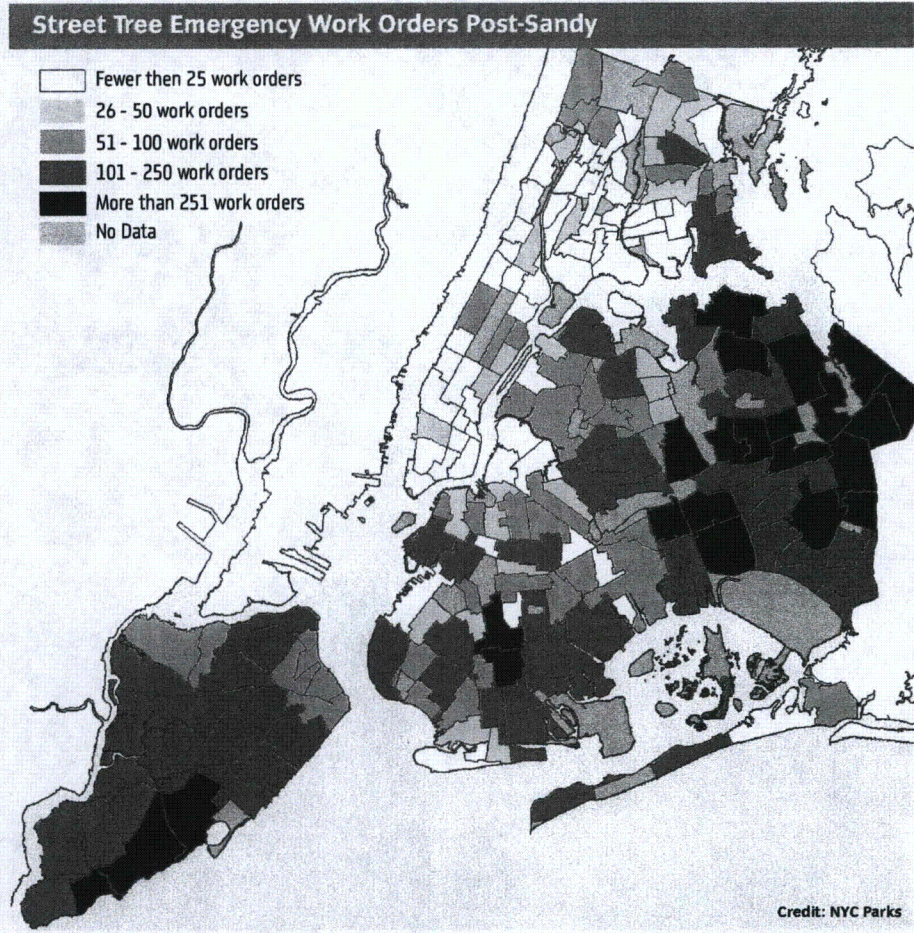 Street Tree Emergency Work Orders Post-Sandy
Fewer then 25 work orders
26 - 50 work orders
51 - 100 work orders
101 - 250 work orders
More than 251 work orders
No Data
Credit: NYC Parks